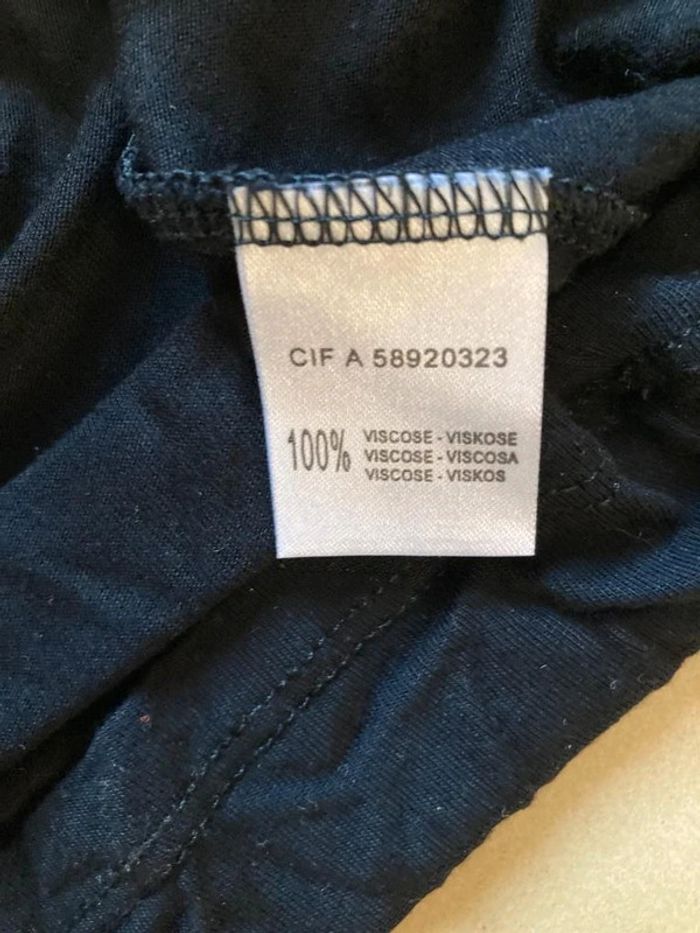 CIF A 58920323
100% VISCOSE - VISKOSE
VISCOSE - VISCOSA
VISCOSE - VISKOS